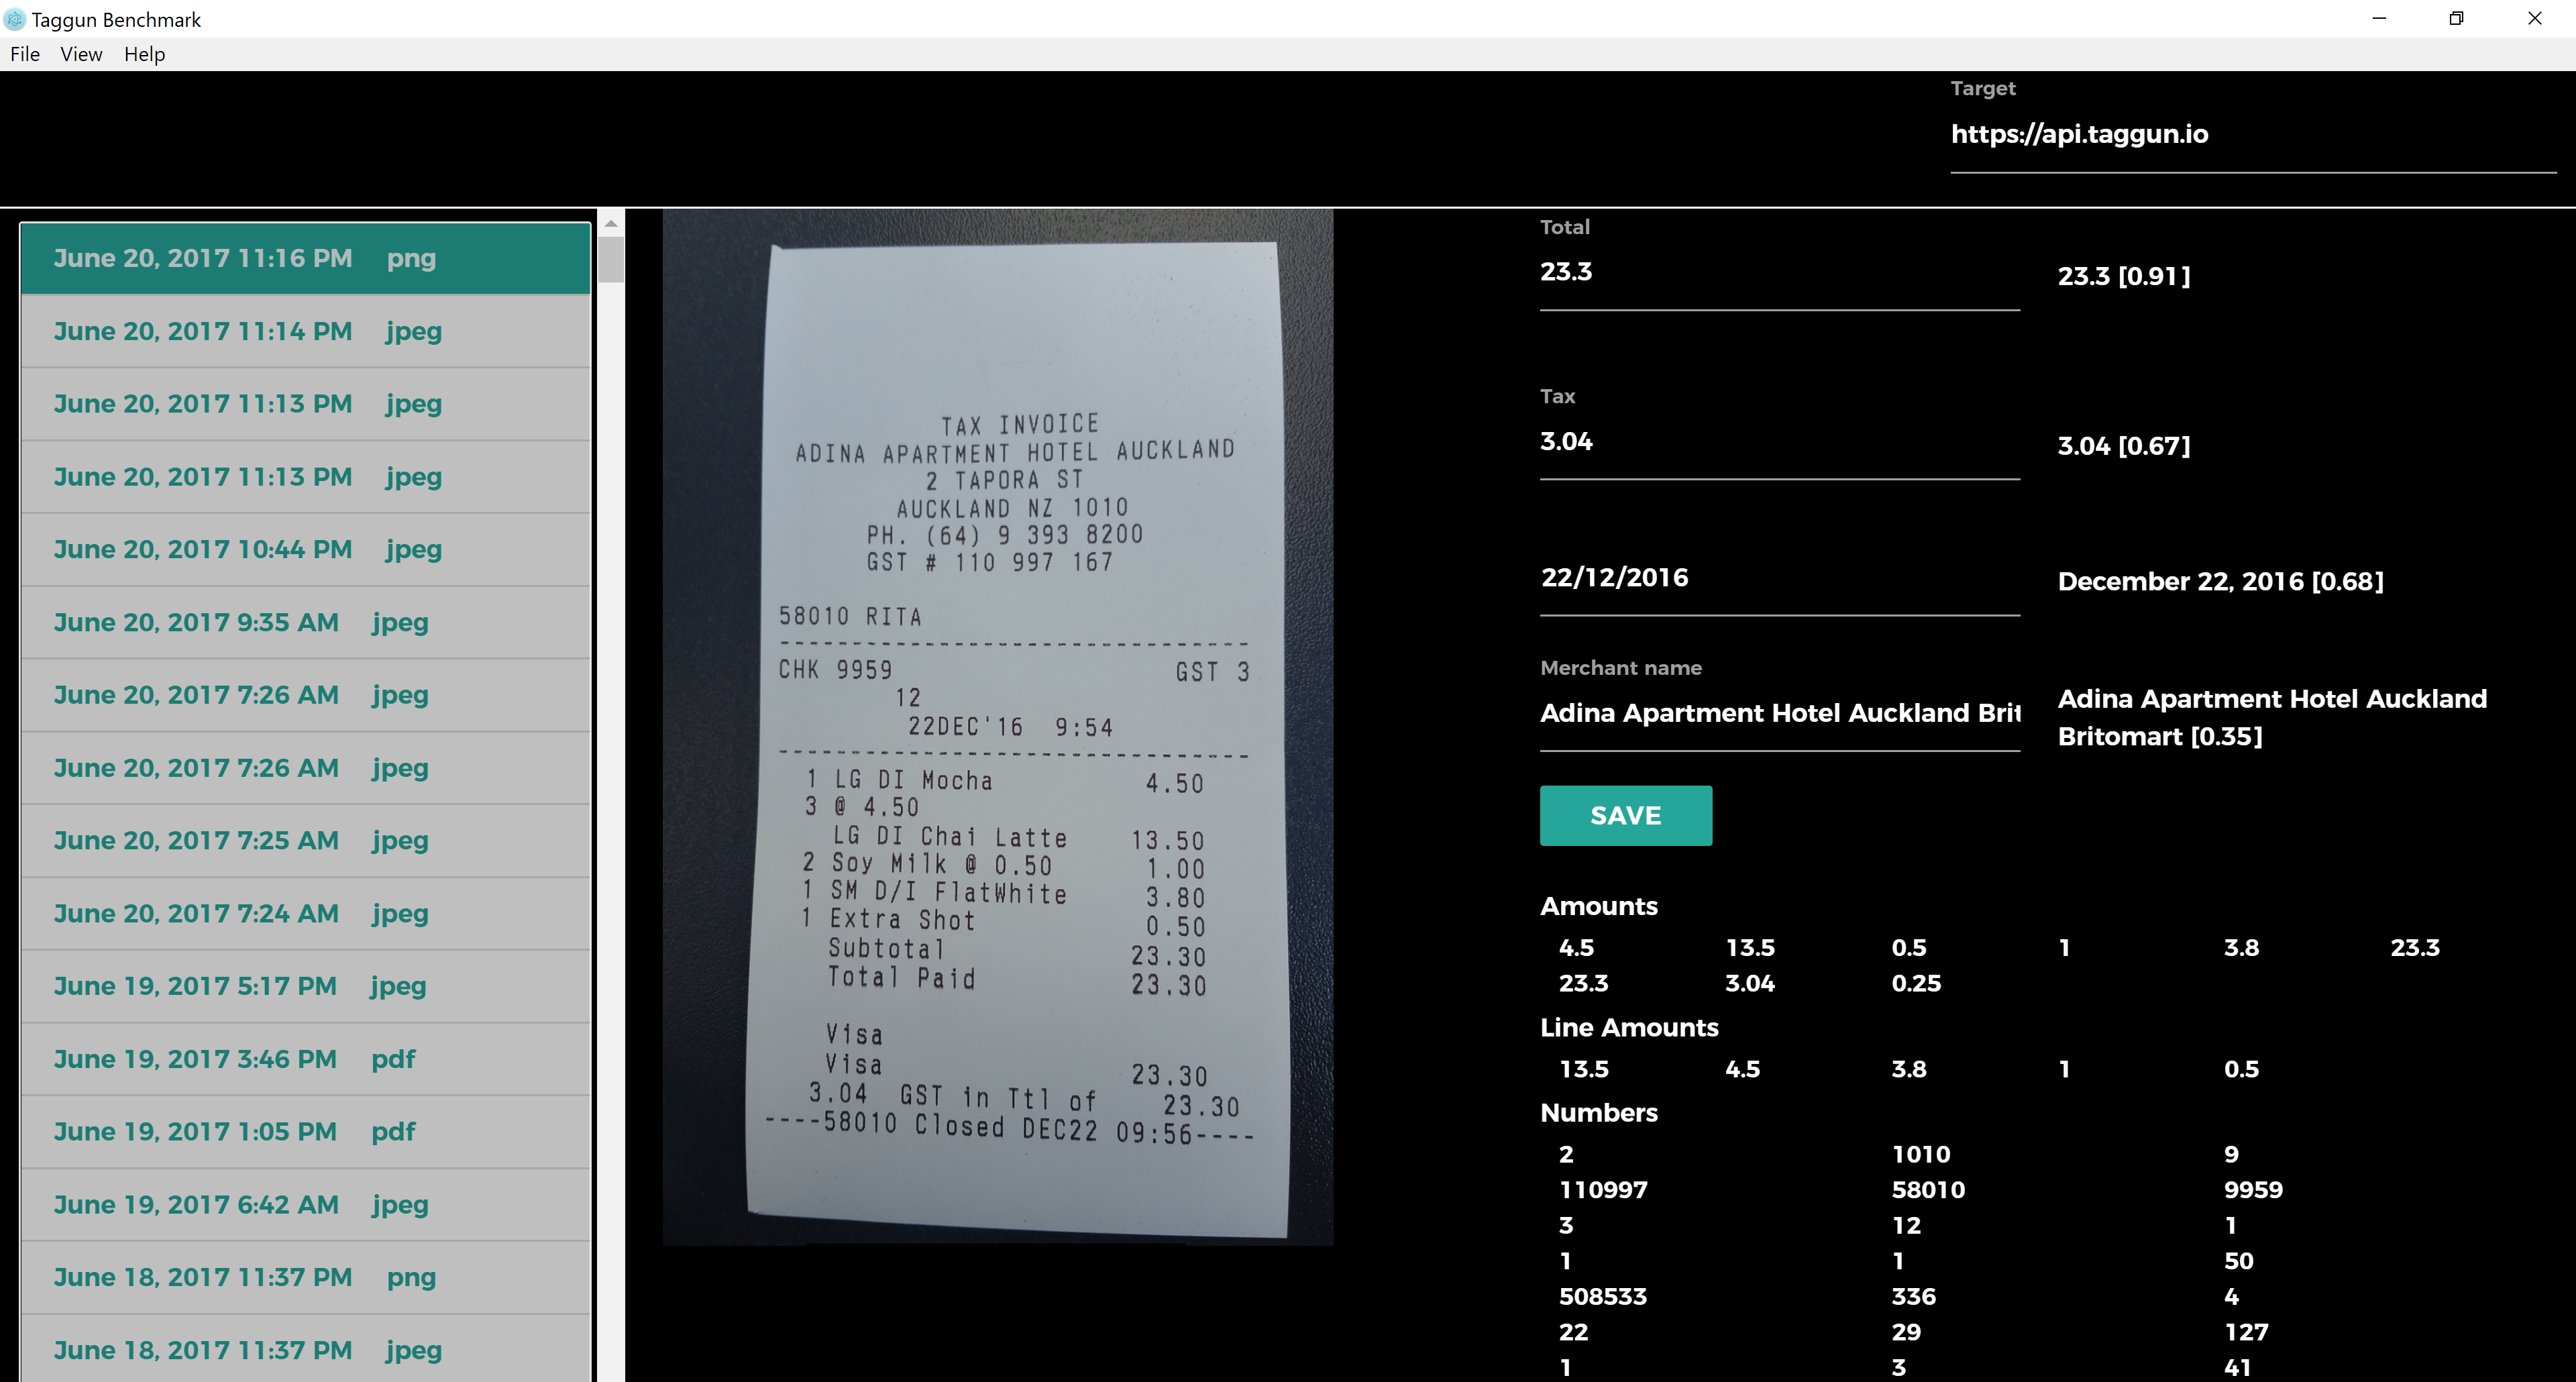 Taggun Benchmark
File View Help
Target
https://api.taggun.io
June 20, 2017 11:16 PM png
June 20, 2017 11:14 PM jpeg
June 20, 2017 11:13 PM jpeg
June 20, 2017 11:13 PM jpeg
June 20, 2017 10:44 PM jpeg
June 20, 2017 9:35 AM jpeg
June 20, 2017 7:26 AM jpeg
June 20, 2017 7:26 AM jpeg
June 20, 2017 7:25 AM jpeg
June 20, 2017 7:24 AM jpeg
June 19, 2017 5:17 PM jpeg
June 19, 2017 3:46 PM pdf
June 19, 2017 1:05 PM pdf
June 19, 2017 6:42 AM jpeg
June 18, 2017 11:37 PM png
June 18, 2017 11:37 PM jpeg
TAX INVOICE
ADINA APARTMENT HOTEL AUCKLAND
2 TAPORA ST
AUCKLAND NZ 1010
PH. (64) 9 393 8200
GST # 110 997 167
58010 RITA
--------------------------------
CHK 9959 GST 3
12
22DEC'16 9:54
--------------------------------
1 LG DI Mocha 4.50
3 @ 4.50
LG DI Chai Latte 13.50
2 Soy Milk @ 0.50 1.00
1 SM D/I FlatWhite 3.80
1 Extra Shot 0.50
Subtotal 23.30
Total Paid 23.30
Visa
Visa 23.30
3.04 GST in Ttl of 23.30
----58010 Closed DEC22 09:56----
Total
23.3 23.3 [0.91]
Tax
3.04 3.04 [0.67]
22/12/2016 December 22, 2016 [0.68]
Merchant name
Adina Apartment Hotel Auckland Brit
Adina Apartment Hotel Auckland
Britomart [0.35]
SAVE
Amounts
4.5 13.5 0.5 1 3.8 23.3
23.3 3.04 0.25
Line Amounts
13.5 4.5 3.8 1 0.5
Numbers
2 1010 9
110997 58010 9959
3 12 1
1 1 50
508533 336 4
22 29 127
1 3 41